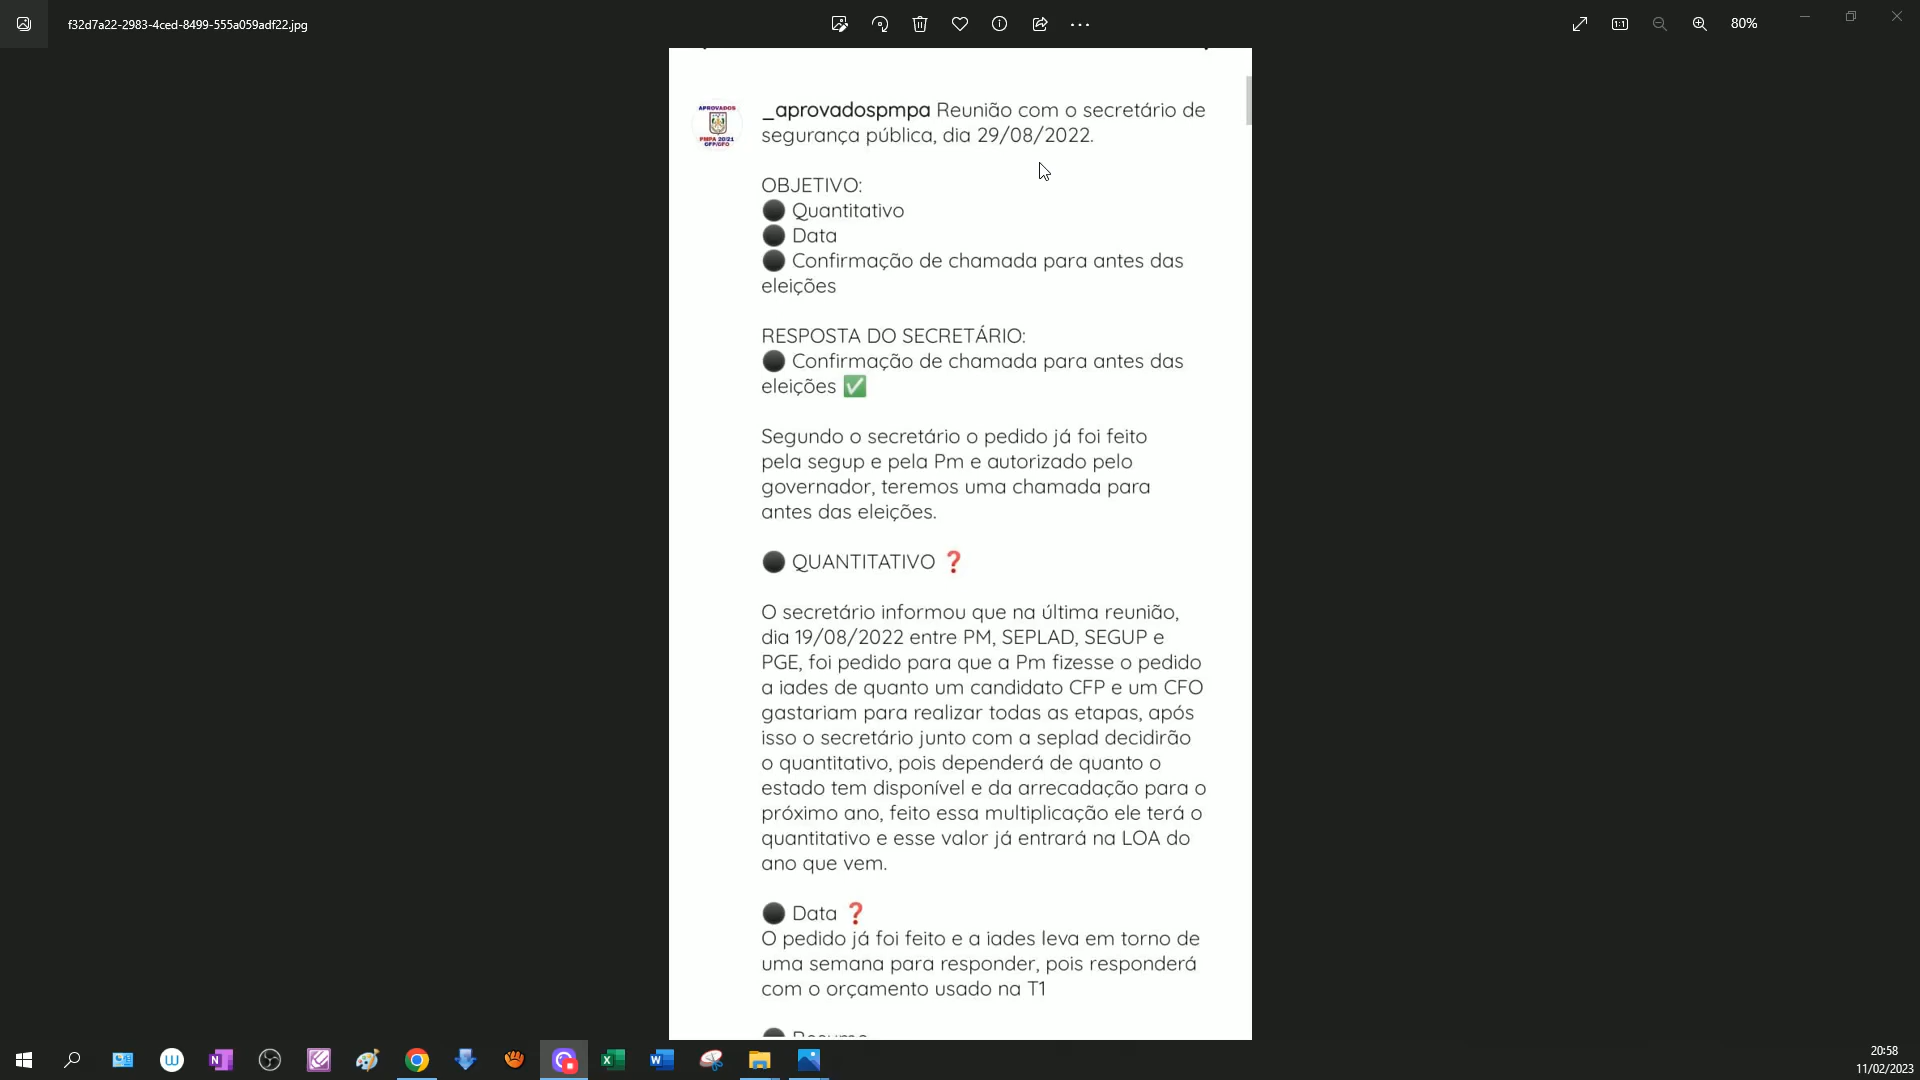 f32d7a22-2983-4ced-8499-555a059adf22.jpg
80%
APROVADOS
PMPA 20/21
CFP/CFO
_aprovadospmpa Reunião com o secretário de
segurança pública, dia 29/08/2022.
OBJETIVO:
⚫ Quantitativo
⚫ Data
⚫ Confirmação de chamada para antes das
eleições
RESPOSTA DO SECRETÁRIO:
⚫ Confirmação de chamada para antes das
eleições ✅
Segundo o secretário o pedido já foi feito
pela segup e pela Pm e autorizado pelo
governador, teremos uma chamada para
antes das eleições.
⚫ QUANTITATIVO ❓
O secretário informou que na última reunião,
dia 19/08/2022 entre PM, SEPLAD, SEGUP e
PGE, foi pedido para que a Pm fizesse o pedido
a iades de quanto um candidato CFP e um CFO
gastariam para realizar todas as etapas, após
isso o secretário junto com a seplad decidirão
o quantitativo, pois dependerá de quanto o
estado tem disponível e da arrecadação para o
próximo ano, feito essa multiplicação ele terá o
quantitativo e esse valor já entrará na LOA do
ano que vem.
⚫ Data ❓
O pedido já foi feito e a iades leva em torno de
uma semana para responder, pois responderá
com o orçamento usado na T1
20:58
11/02/2023